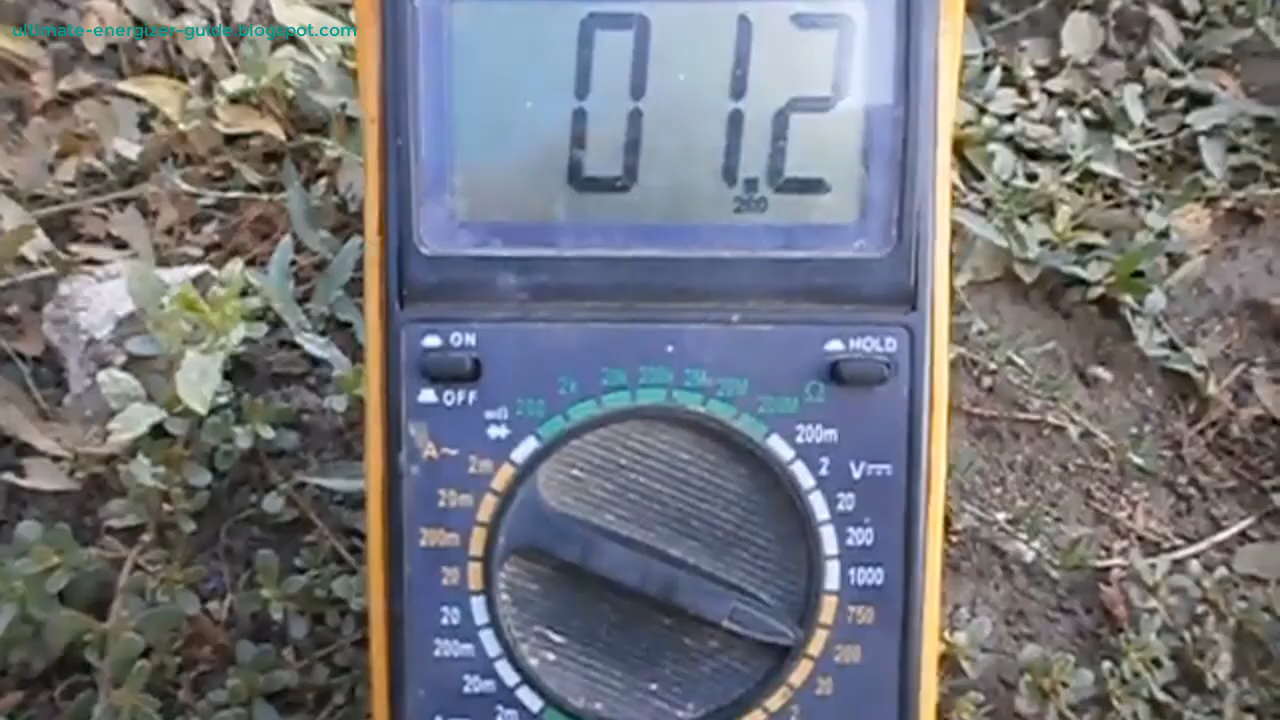 ultimate-energizer-guide.blogspot.com
01.2
200
ON
HOLD
OFF
200 2k 20k 200k 2M 20M 200M Ω
A~ 2m
20m
200m
20
20
200m
20m
2m
200m
2 V
20
200
1000
750
200
20
2